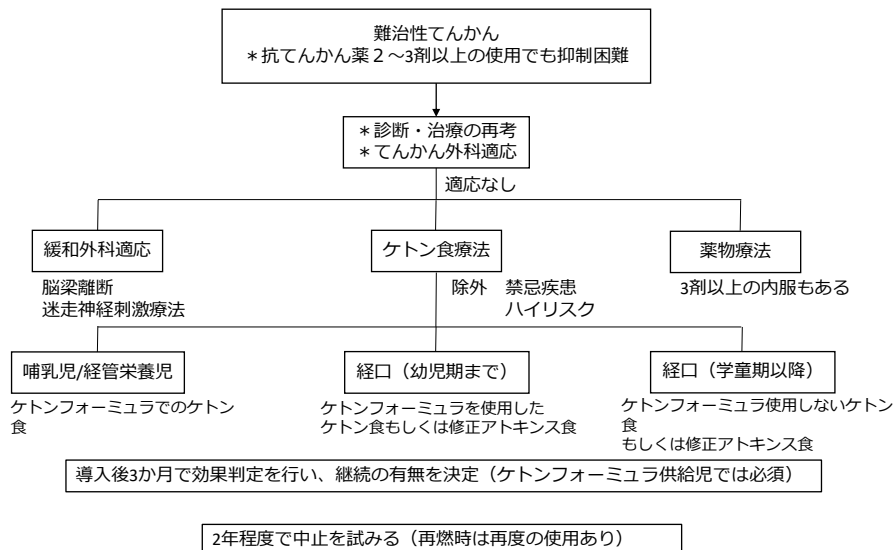 難治性てんかん
＊抗てんかん薬２～3剤以上の使用でも抑制困難
＊診断・治療の再考
＊てんかん外科適応
適応なし
緩和外科適応
ケトン食療法
薬物療法
脳梁離断
迷走神経刺激療法
除外　禁忌疾患
ハイリスク
3剤以上の内服もある
哺乳児/経管栄養児
経口（幼児期まで）
経口（学童期以降）
ケトンフォーミュラでのケトン
食
ケトンフォーミュラを使用した
ケトン食もしくは修正アトキンス食
ケトンフォーミュラ使用しないケトン
食
もしくは修正アトキンス食
導入後3か月で効果判定を行い、継続の有無を決定（ケトンフォーミュラ供給児では必須）
2年程度で中止を試みる（再燃時は再度の使用あり）